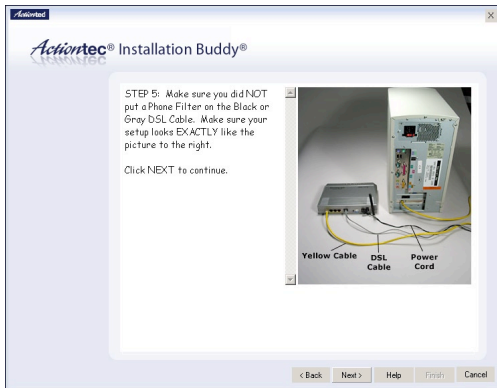 Actiontec
Actiontec® Installation Buddy®
STEP 5: Make sure you did NOT
put a Phone Filter on the Black or
Gray DSL Cable. Make sure your
setup looks EXACTLY like the
picture to the right.
Click NEXT to continue.
Yellow Cable
DSL
Cable
Power
Cord
< Back
Next >
Help
Finish
Cancel